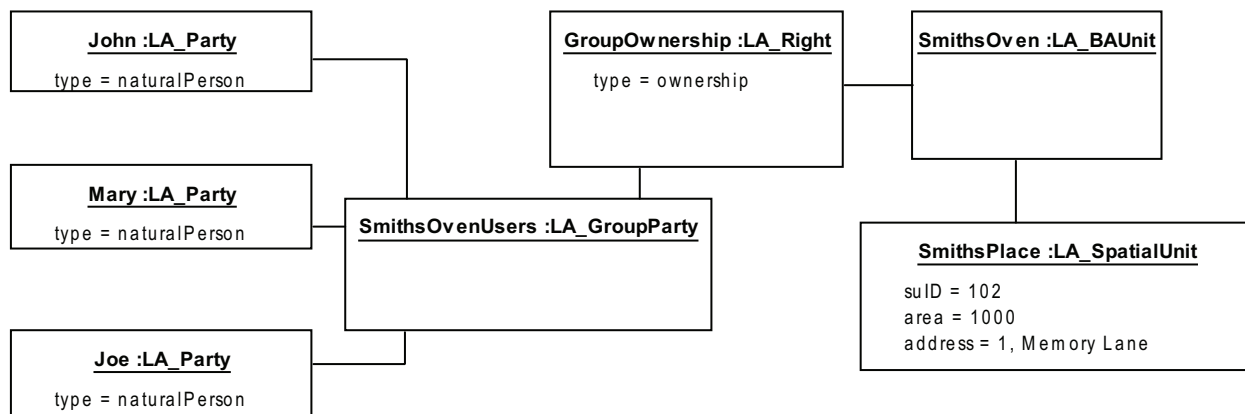 John :LA_Party
type = naturalPerson
GroupOwnership :LA_Right
type = ownership
SmithsOven :LA_BAUnit
Mary :LA_Party
type = naturalPerson
SmithsOvenUsers :LA_GroupParty
SmithsPlace :LA_SpatialUnit
suID = 102
area = 1000
address = 1, Memory Lane
Joe :LA_Party
type = naturalPerson